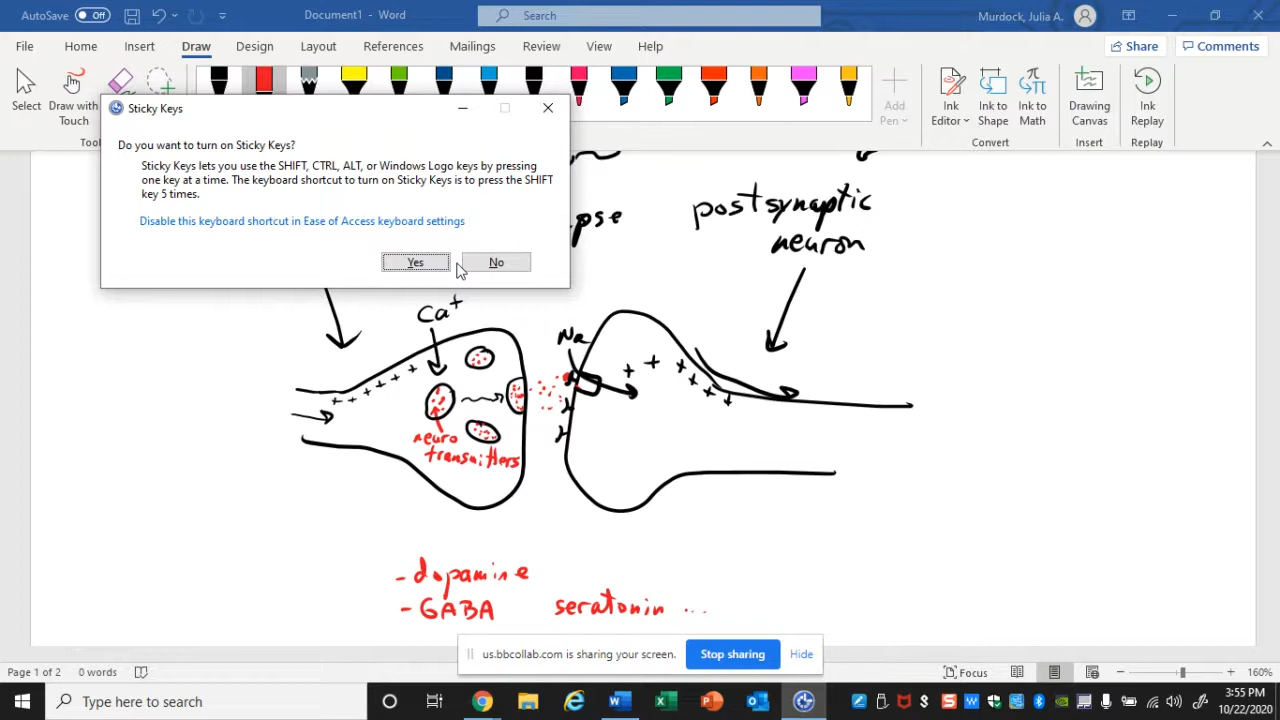 AutoSave Off Document1 - Word Search Murdock, Julia A.
File Home Insert Draw Design Layout References Mailings Review View Help Share Comments
Select Draw with Touch Add Pen Ink Editor Ink to Shape Ink to Math Drawing Canvas Ink Replay
Convert Insert Replay
Sticky Keys
Do you want to turn on Sticky Keys?
Sticky Keys lets you use the SHIFT, CTRL, ALT, or Windows Logo keys by pressing
one key at a time. The keyboard shortcut to turn on Sticky Keys is to press the SHIFT
key 5 times.
Disable this keyboard shortcut in Ease of Access keyboard settings
Yes No
postsynaptic
neuron
Ca+
Na
+ + + + + + +
+ + + + + +
neuro
transmitters
- dopamine
- GABA seratonin ...
us.bbcollab.com is sharing your screen. Stop sharing Hide
Page 1 of 2 0 words Focus 160%
Type here to search
3:55 PM
10/22/2020